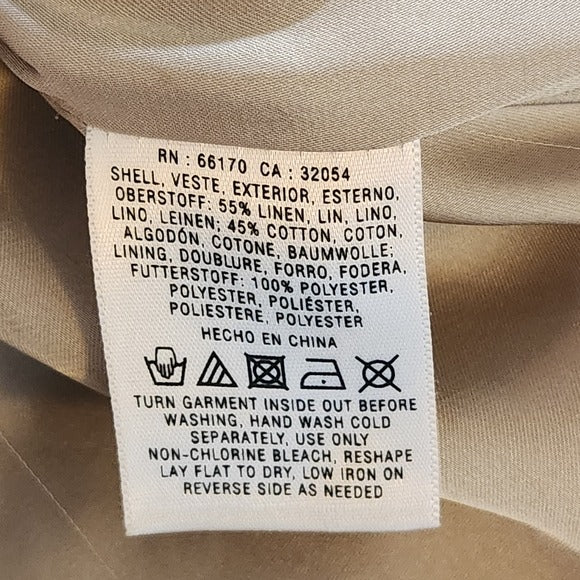 RN : 66170 CA : 32054
SHELL, VESTE, EXTERIOR, ESTERNO,
OBERSTOFF: 55% LINEN, LIN, LINO,
LINO, LEINEN; 45% COTTON, COTON,
ALGODÓN, COTONE, BAUMWOLLE;
LINING, DOUBLURE, FORRO, FODERA,
FUTTERSTOFF: 100% POLYESTER,
POLYESTER, POLIÉSTER,
POLIESTERE, POLYESTER
HECHO EN CHINA
TURN GARMENT INSIDE OUT BEFORE
WASHING, HAND WASH COLD
SEPARATELY, USE ONLY
NON-CHLORINE BLEACH, RESHAPE
LAY FLAT TO DRY, LOW IRON ON
REVERSE SIDE AS NEEDED